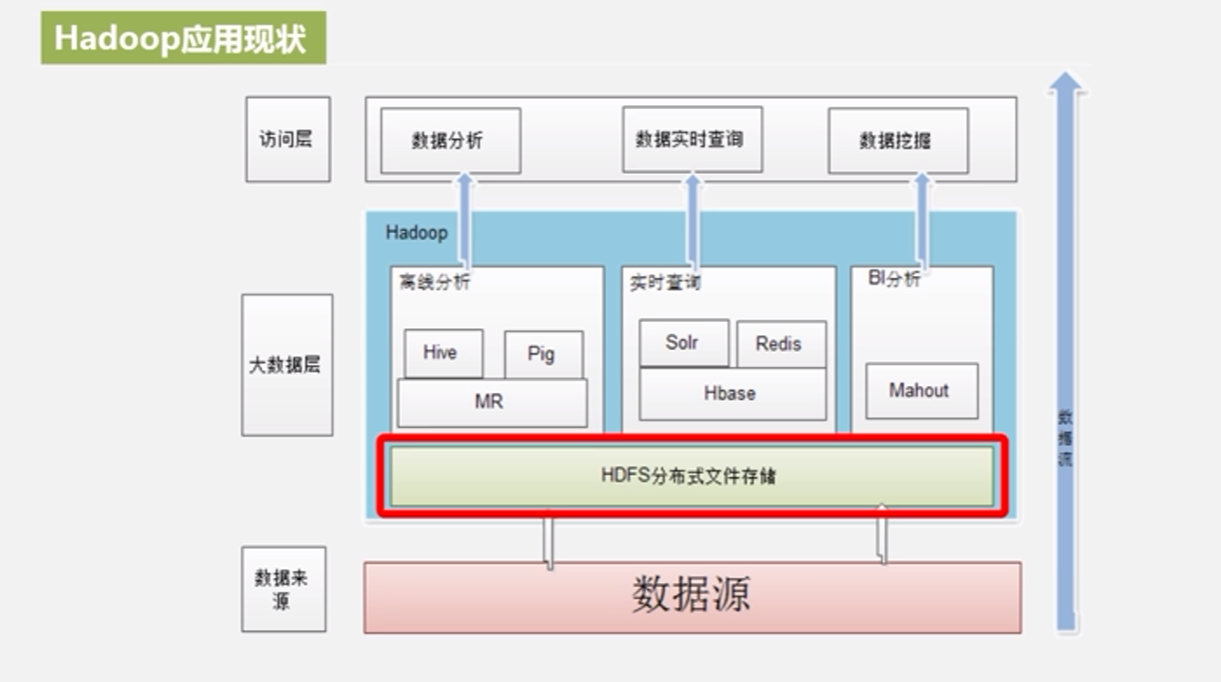 Hadoop应用现状
访问层
数据分析
数据实时查询
数据挖掘
Hadoop
大数据层
离线分析
Hive
Pig
MR
实时查询
Solr
Redis
Hbase
BI分析
Mahout
HDFS分布式文件存储
数据来
源
数据源
数
据
流